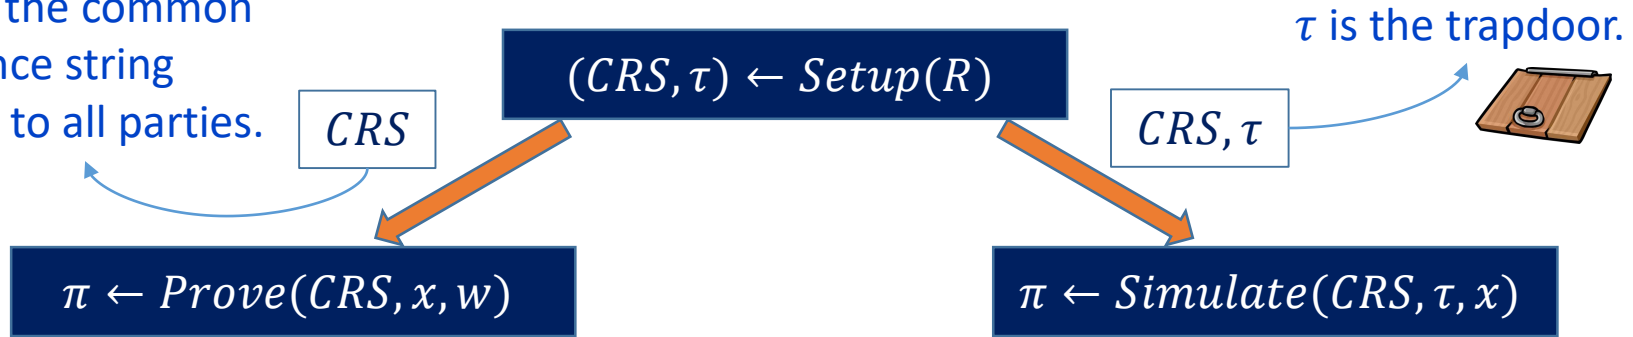 the common
nce string
to all parties.
CRS
(CRS, τ) ← Setup(R)
CRS, τ
τ is the trapdoor.
π ← Prove(CRS, x, w)
π ← Simulate(CRS, τ, x)